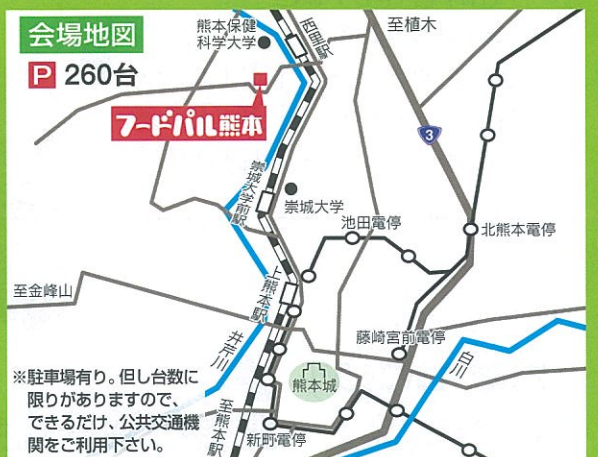 会場地図
P 260台
フードパル熊本
熊本保健
科学大学
西里駅
至植木
3
崇城大学前駅
崇城大学
池田電停
北熊本電停
至金峰山
上熊本駅
井芹川
藤崎宮前電停
白川
熊本城
至熊本駅
新町電停
※駐車場有り。但し台数に
限りがありますので、
できるだけ、公共交通機
関をご利用下さい。